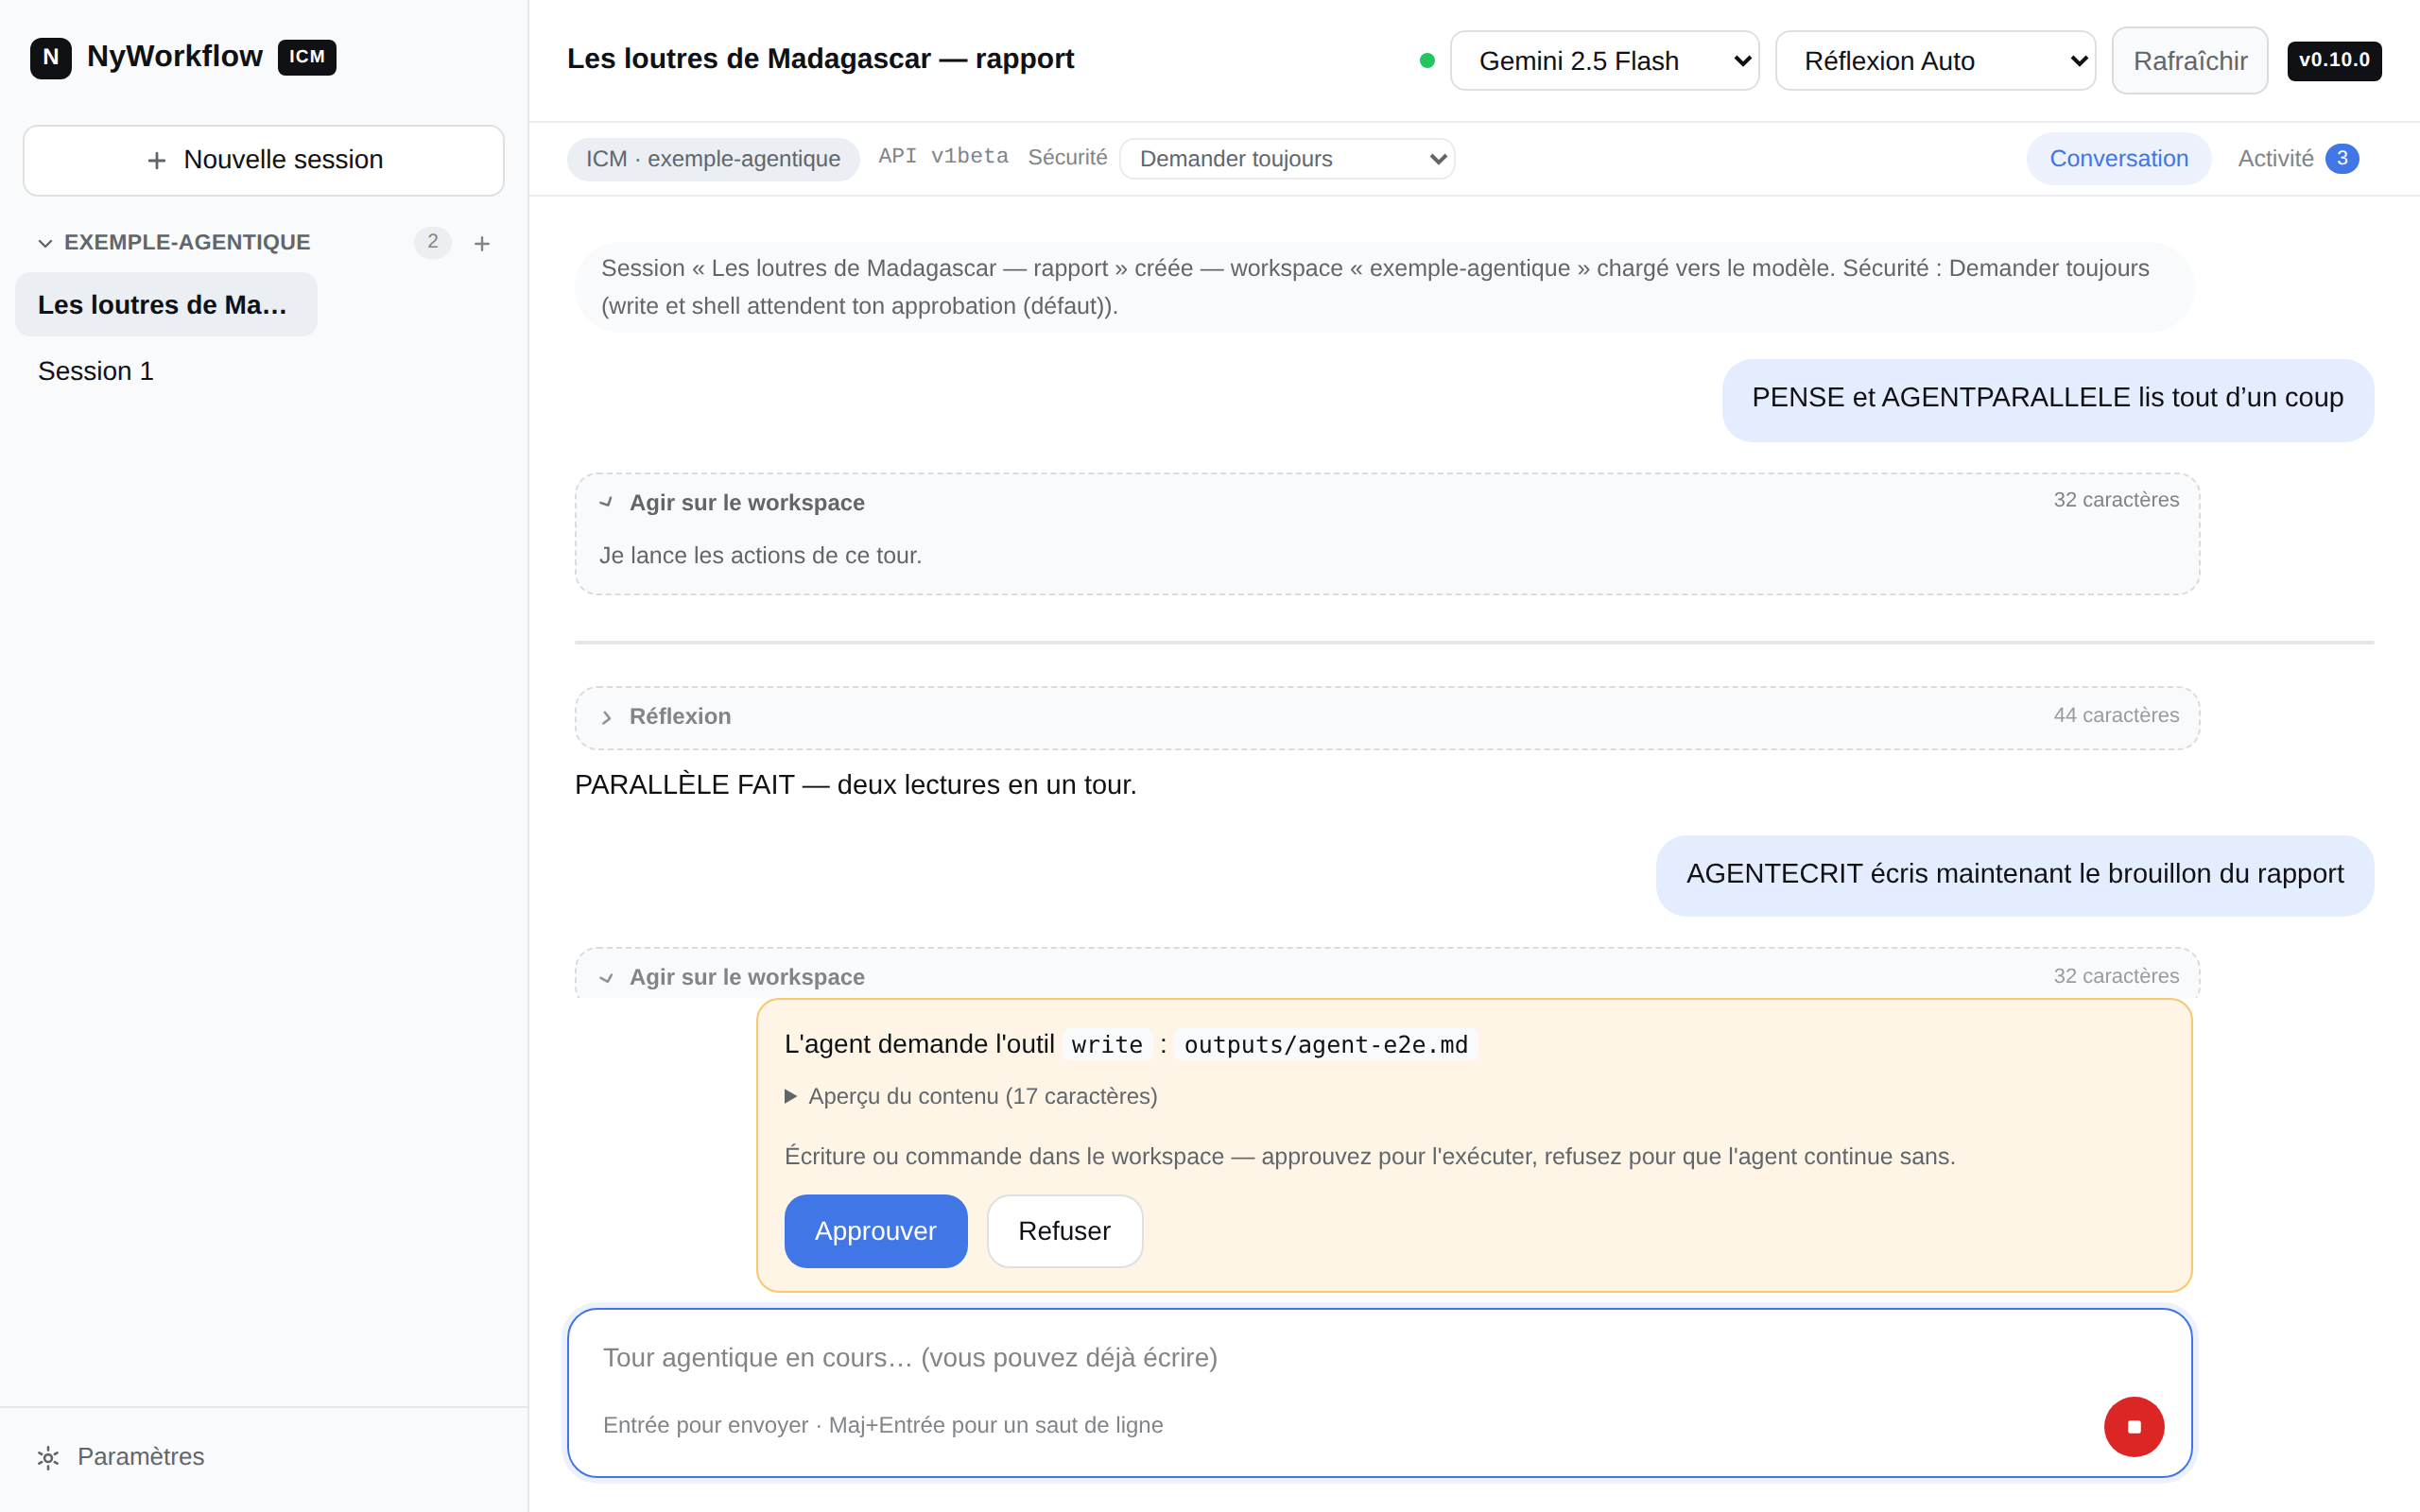 N NyWorkflow ICM
Nouvelle session
EXEMPLE-AGENTIQUE 2
Les loutres de Ma…
Session 1
Paramètres
Les loutres de Madagascar — rapport
Gemini 2.5 Flash
Réflexion Auto
Rafraîchir
v0.10.0
ICM · exemple-agentique
API v1beta
Sécurité
Demander toujours
Conversation
Activité 3
Session « Les loutres de Madagascar — rapport » créée — workspace « exemple-agentique » chargé vers le modèle. Sécurité : Demander toujours
(write et shell attendent ton approbation (défaut)).
PENSE et AGENTPARALLELE lis tout d’un coup
Agir sur le workspace 32 caractères
Je lance les actions de ce tour.
Réflexion 44 caractères
PARALLÈLE FAIT — deux lectures en un tour.
AGENTECRIT écris maintenant le brouillon du rapport
Agir sur le workspace 32 caractères
L'agent demande l'outil write : outputs/agent-e2e.md
Aperçu du contenu (17 caractères)
Écriture ou commande dans le workspace — approuvez pour l'exécuter, refusez pour que l'agent continue sans.
Approuver Refuser
Tour agentique en cours… (vous pouvez déjà écrire)
Entrée pour envoyer · Maj+Entrée pour un saut de ligne